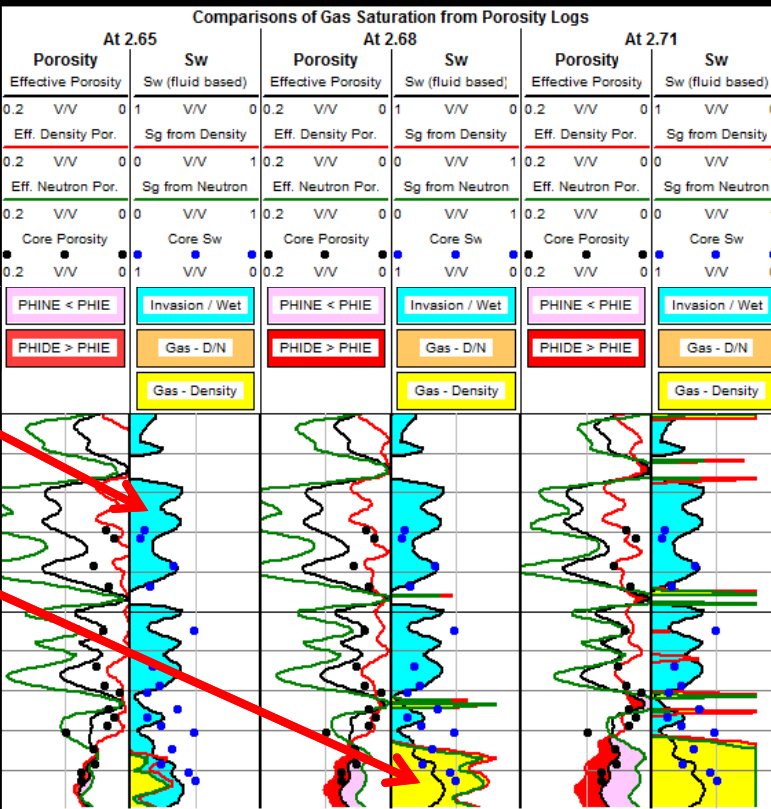 Comparisons of Gas Saturation from Porosity Logs
At 2.65 At 2.68 At 2.71
Porosity Sw Porosity Sw Porosity Sw
Effective Porosity Sw (fluid based) Effective Porosity Sw (fluid based) Effective Porosity Sw (fluid based)
0.2 V/V 0 1 V/V 0 0.2 V/V 0 1 V/V 0 0.2 V/V 0 1 V/V 0
Eff. Density Por. Sg from Density Eff. Density Por. Sg from Density Eff. Density Por. Sg from Density
0.2 V/V 0 0 V/V 1 0.2 V/V 0 0 V/V 1 0.2 V/V 0 0 V/V
Eff. Neutron Por. Sg from Neutron Eff. Neutron Por. Sg from Neutron Eff. Neutron Por. Sg from Neutron
0.2 V/V 0 0 V/V 1 0.2 V/V 0 0 V/V 1 0.2 V/V 0 0 V/V
Core Porosity Core Sw Core Porosity Core Sw Core Porosity Core Sw
0.2 V/V 0 1 V/V 0 0.2 V/V 0 1 V/V 0 0.2 V/V 0 1 V/V
PHINE < PHIE Invasion / Wet PHINE < PHIE Invasion / Wet PHINE < PHIE Invasion / Wet
PHIDE > PHIE Gas - D/N PHIDE > PHIE Gas - D/N PHIDE > PHIE Gas - D/N
Gas - Density Gas - Density Gas - Density